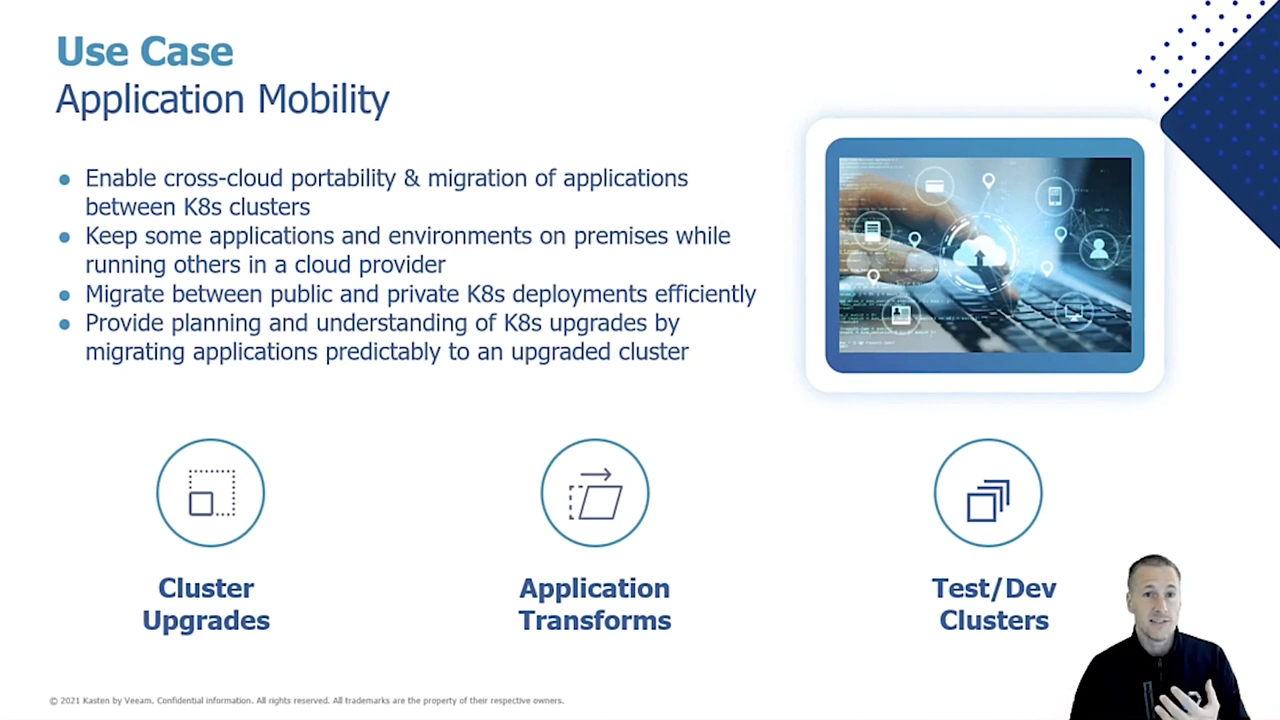 Use Case
Application Mobility
● Enable cross-cloud portability & migration of applications
between K8s clusters
● Keep some applications and environments on premises while
running others in a cloud provider
● Migrate between public and private K8s deployments efficiently
● Provide planning and understanding of K8s upgrades by
migrating applications predictably to an upgraded cluster
Cluster
Upgrades
Application
Transforms
Test/Dev
Clusters
© 2021 Kasten by Veeam. Confidential information. All rights reserved. All trademarks are the property of their respective owners.